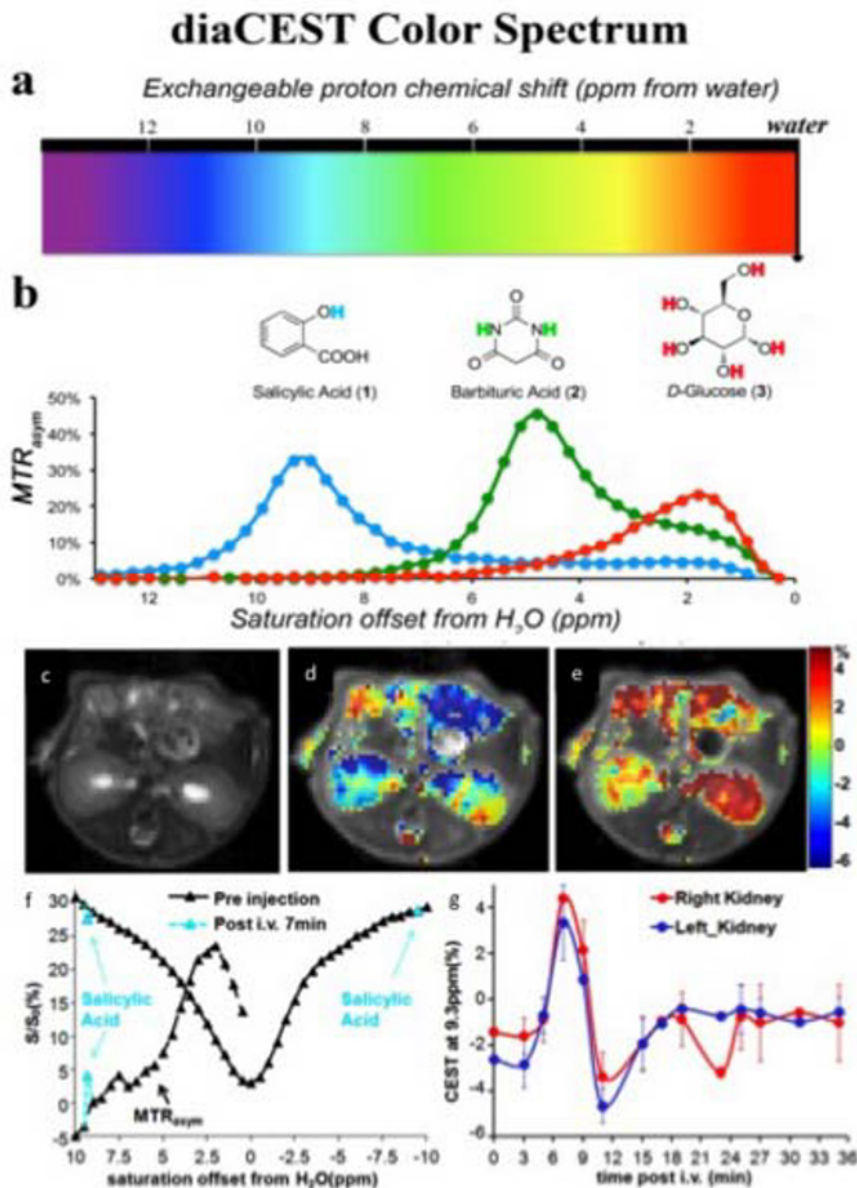 diaCEST Color Spectrum
a
Exchangeable proton chemical shift (ppm from water)
12 10 8 6 4 2 water
b
OH
COOH
Salicylic Acid (1)
O
HN NH
O O
Barbituric Acid (2)
OH
HO
O
HO OH
OH
D-Glucose (3)
MTRasym
50%
40%
30%
20%
10%
0%
12 10 8 6 4 2 0
Saturation offset from H2O (ppm)
c
d
e
%
4
2
0
-2
-4
-6
f
S/S0(%)
30
25
20
15
10
5
0
-5
Pre injection
Post i.v. 7min
Salicylic
Acid
Salicylic
Acid
MTRasym
10 7.5 5 2.5 0 -2.5 -5 -7.5 -10
saturation offset from H2O(ppm)
g
CEST at 9.3ppm(%)
4
2
0
-2
-4
-6
Right Kidney
Left_Kidney
0 3 6 9 12 15 18 21 24 27 30 33 36
time post i.v. (min)